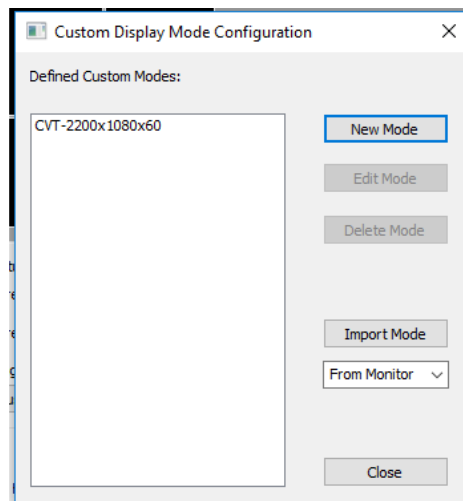 Custom Display Mode Configuration
Defined Custom Modes:
CVT-2200x1080x60
New Mode
Edit Mode
Delete Mode
Import Mode
From Monitor
Close